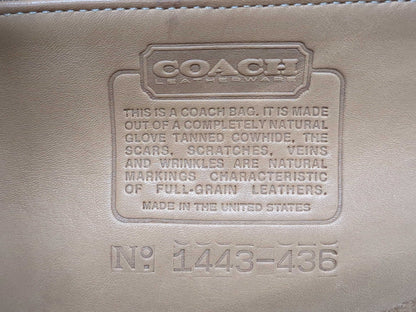 COACH
LEATHERWARE
THIS IS A COACH BAG. IT IS MADE
OUT OF A COMPLETELY NATURAL
GLOVE TANNED COWHIDE, THE
SCARS, SCRATCHES, VEINS
AND WRINKLES ARE NATURAL
MARKINGS CHARACTERISTIC
OF FULL-GRAIN LEATHERS.
MADE IN THE UNITED STATES
No: 1443-436